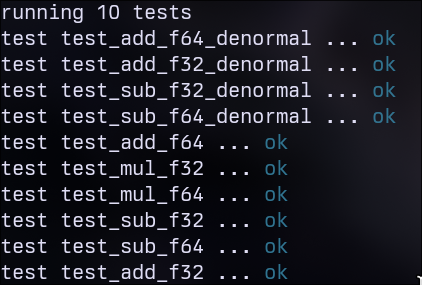 running 10 tests
test test_add_f64_denormal ... ok
test test_add_f32_denormal ... ok
test test_sub_f32_denormal ... ok
test test_sub_f64_denormal ... ok
test test_add_f64 ... ok
test test_mul_f32 ... ok
test test_mul_f64 ... ok
test test_sub_f32 ... ok
test test_sub_f64 ... ok
test test_add_f32 ... ok